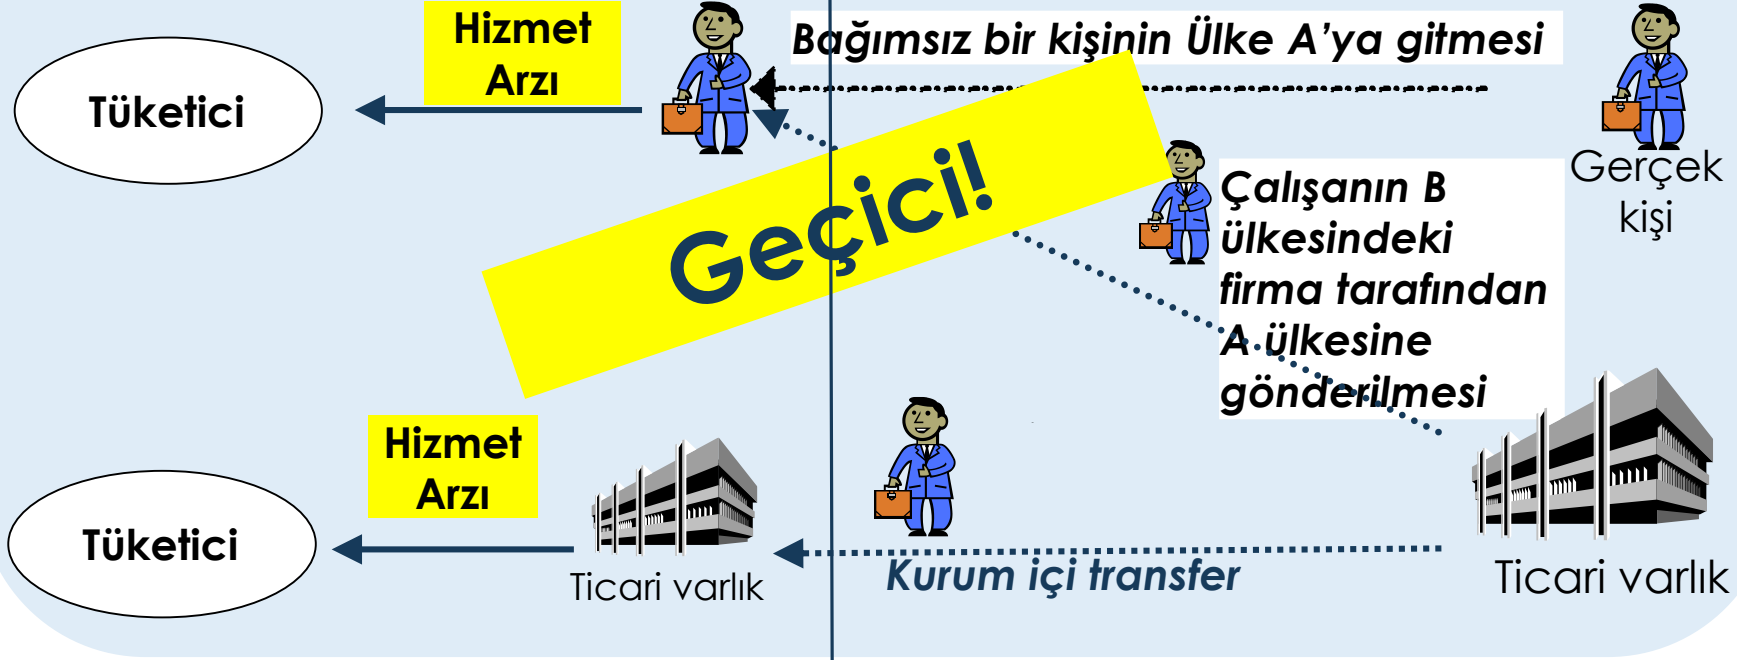 Hizmet
Arzı
Bağımsız bir kişinin Ülke A’ya gitmesi
Tüketici
Gerçek
kişi
Geçici!
Çalışanın B
ülkesindeki
firma tarafından
A ülkesine
gönderilmesi
Hizmet
Arzı
Tüketici
Ticari varlık
Kurum içi transfer
Ticari varlık